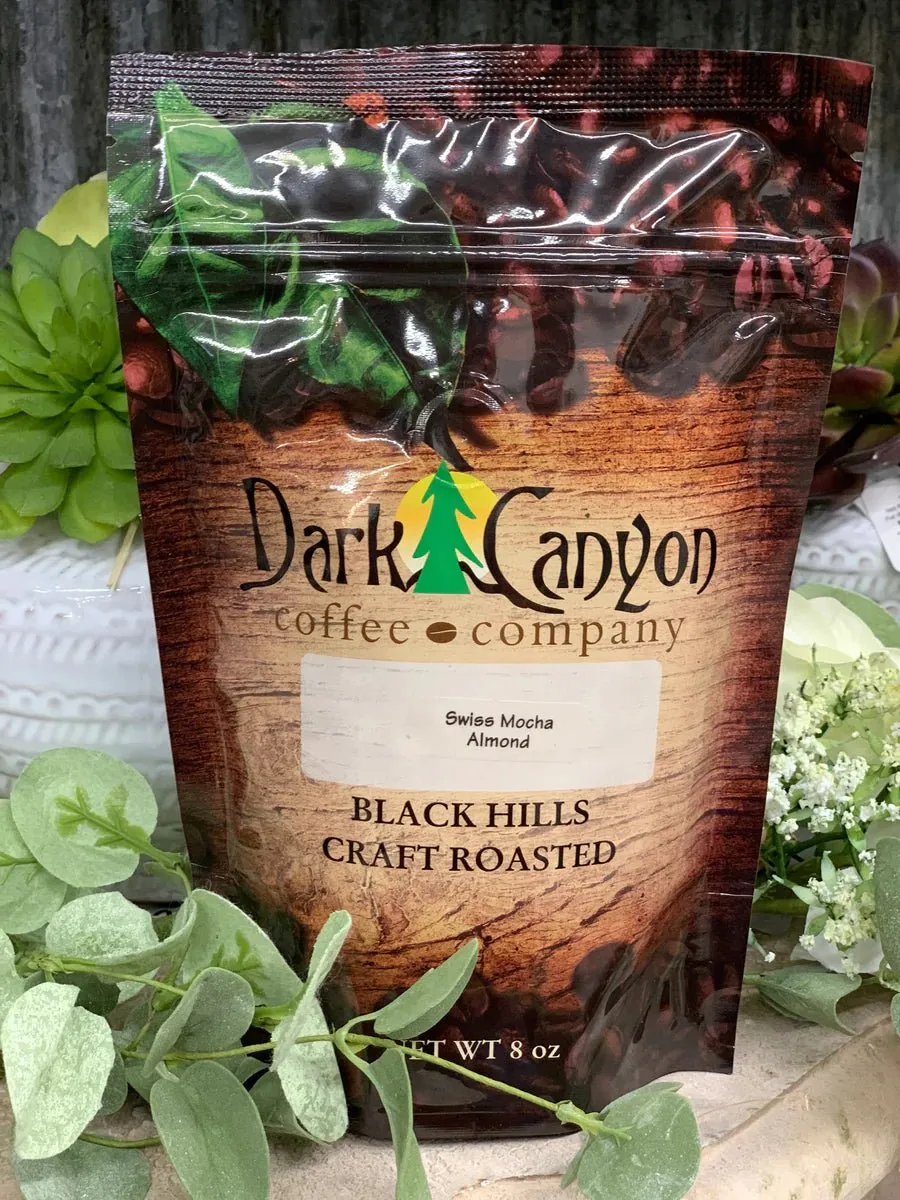 Dark Canyon
coffee company
Swiss Mocha
Almond
BLACK HILLS
CRAFT ROASTED
NET WT 8 oz